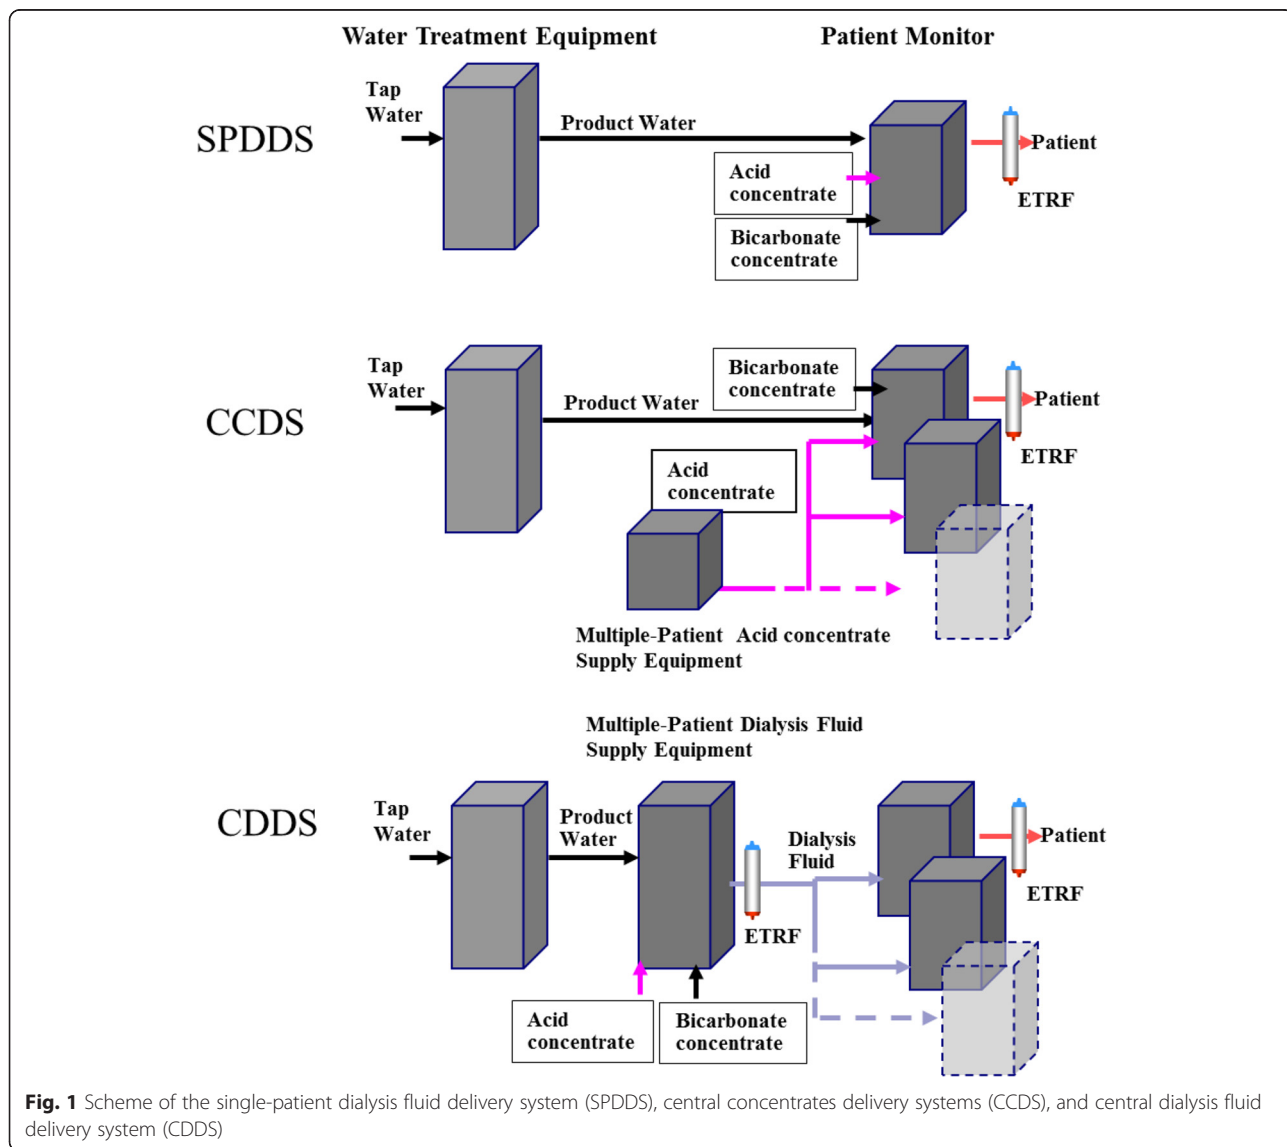 Water Treatment Equipment
Patient Monitor
SPDDS
Tap
Water
Product Water
Acid
concentrate
Bicarbonate
concentrate
Patient
ETRF
CCDS
Tap
Water
Product Water
Bicarbonate
concentrate
Patient
ETRF
Acid
concentrate
Multiple-Patient Acid concentrate
Supply Equipment
Multiple-Patient Dialysis Fluid
Supply Equipment
CDDS
Tap
Water
Product
Water
ETRF
Dialysis
Fluid
Patient
ETRF
Acid
concentrate
Bicarbonate
concentrate
Fig. 1 Scheme of the single-patient dialysis fluid delivery system (SPDDS), central concentrates delivery systems (CCDS), and central dialysis fluid
delivery system (CDDS)